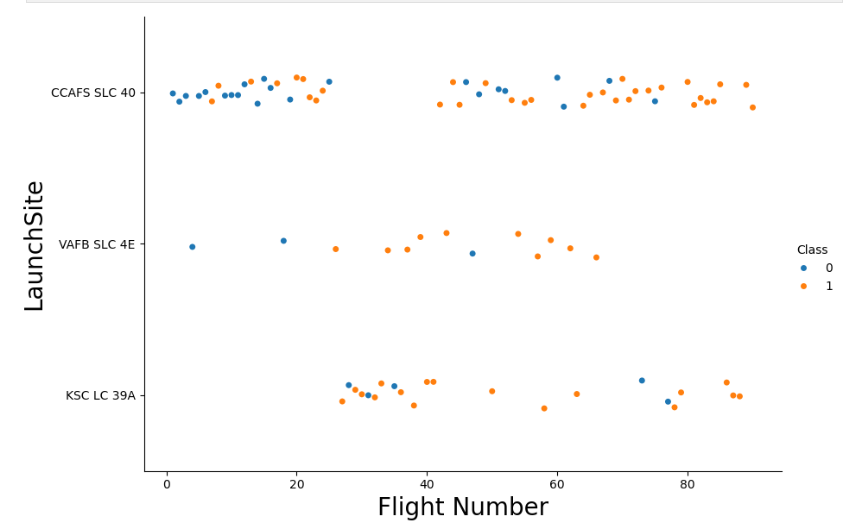 CCAFS SLC 40
VAFB SLC 4E
KSC LC 39A
LaunchSite
0
20
40
60
80
Flight Number
Class
0
1